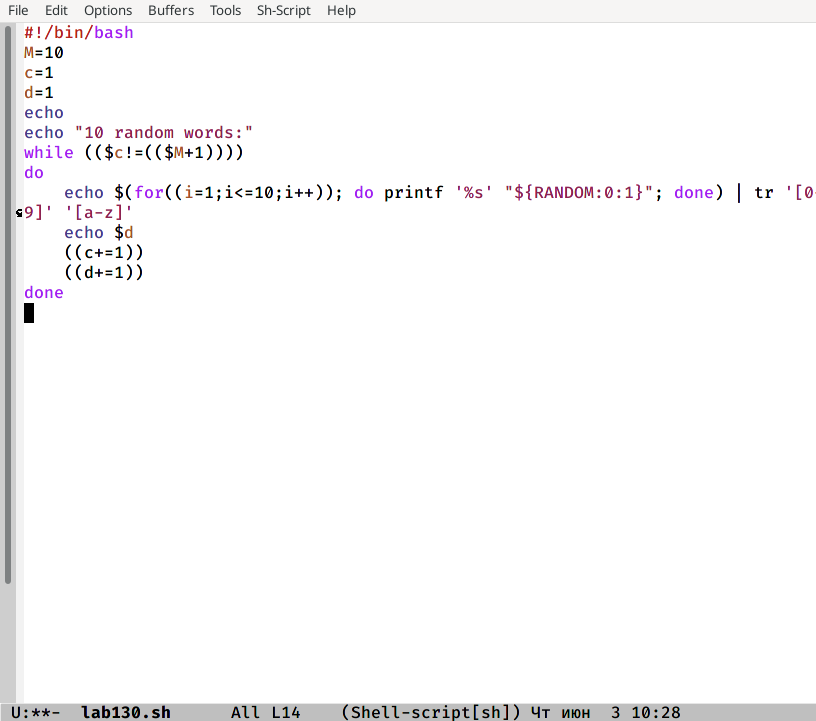 File Edit Options Buffers Tools Sh-Script Help
#!/bin/bash
M=10
c=1
d=1
echo
echo "10 random words:"
while (($c!=(($M+1))))
do
    echo $(for((i=1;i<=10;i++)); do printf '%s' "${RANDOM:0:1}"; done) | tr '[0-
9]' '[a-z]'
    echo $d
    ((c+=1))
    ((d+=1))
done
U:**-  lab130.sh      All L14    (Shell-script[sh]) Чт июн  3 10:28